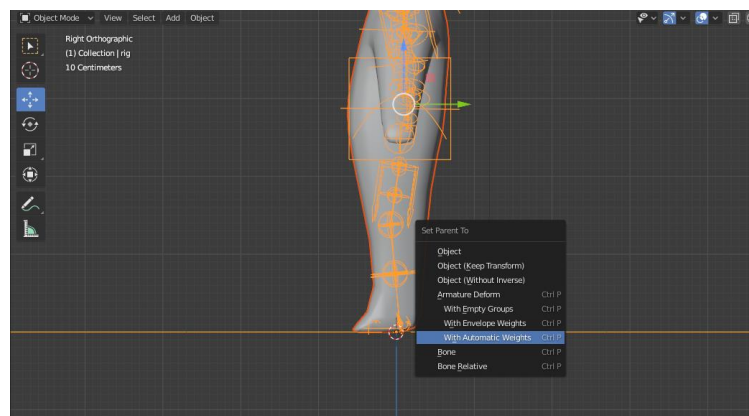 Object Mode View Select Add Object
Right Orthographic
(1) Collection | rig
10 Centimeters
Set Parent To
Object
Object (Keep Transform)
Object (Without Inverse)
Armature Deform Ctrl P
With Empty Groups Ctrl P
With Envelope Weights Ctrl P
With Automatic Weights Ctrl P
Bone Ctrl P
Bone Relative Ctrl P